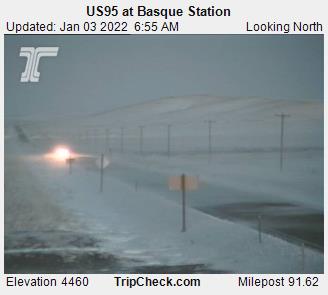 US95 at Basque Station
Updated: Jan 03 2022  6:55 AM Looking North
Elevation 4460 TripCheck.com Milepost 91.62